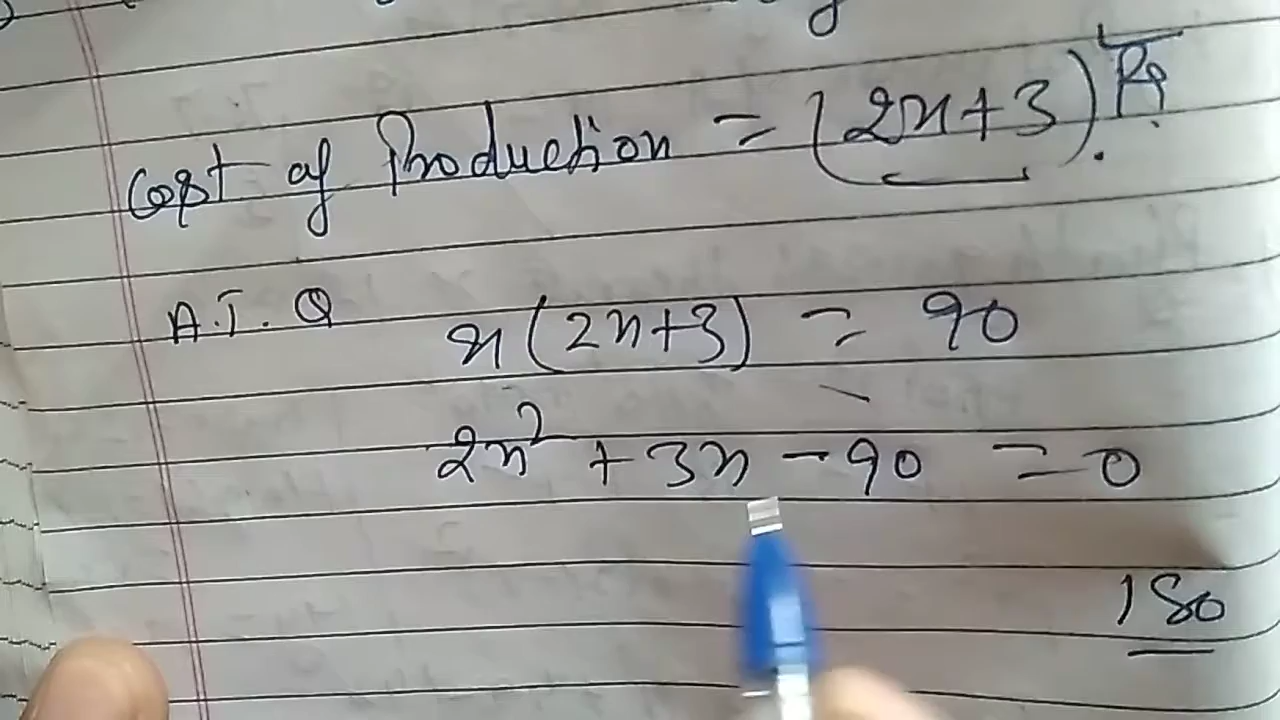 Cost of Production = (2x+3) Rs.
A.T.Q x(2x+3) = 90
2x² + 3x - 90 = 0
180